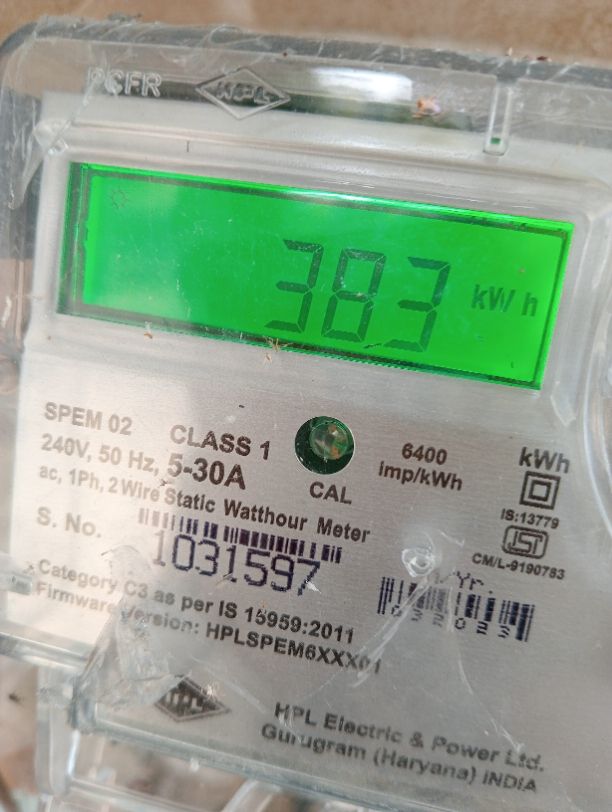 PCFR HPL
383 kWh
SPEM 02 CLASS 1
240V, 50 Hz, 5-30A
ac, 1Ph, 2Wire Static Watthour Meter
CAL
6400
imp/kWh
kWh
IS:13779
ISI
CM/L-9190783
S. No.
1031597
Category C3 as per IS 15959:2011
Firmware Version: HPLSPEM6XXX01
HPL
HPL Electric & Power Ltd.
Gurugram (Haryana) INDIA